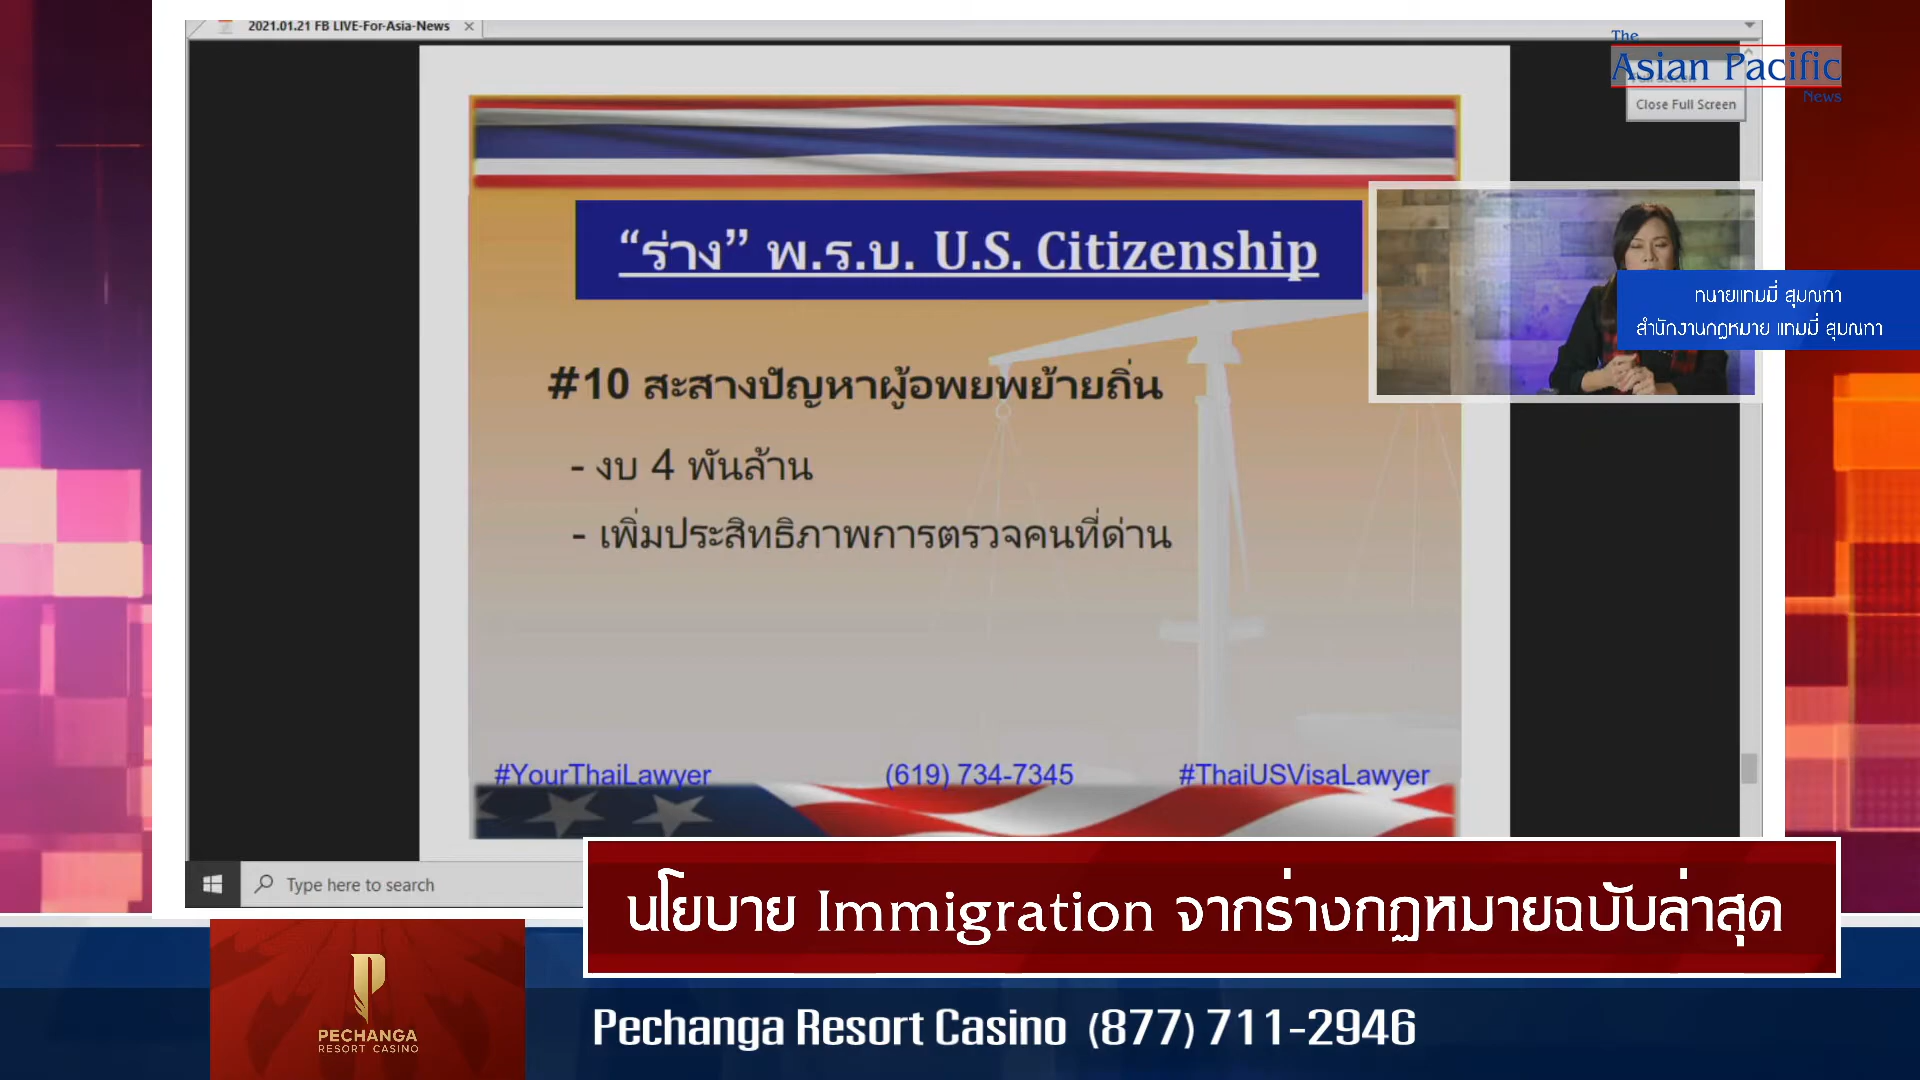 2021.01.21 FB LIVE-For-Asia-News
The
Asian Pacific
News
Close Full Screen
“ร่าง” พ.ร.บ. U.S. Citizenship
ทนายแทมมี่ สุมณฑา
สำนักงานกฎหมาย แทมมี่ สุมณฑา
#10 สะสางปัญหาผู้อพยพย้ายถิ่น
- งบ 4 พันล้าน
- เพิ่มประสิทธิภาพการตรวจคนที่ด่าน
#YourThaiLawyer (619) 734-7345 #ThaiUSVisaLawyer
Type here to search
นโยบาย Immigration จากร่างกฎหมายฉบับล่าสุด
PECHANGA
RESORT CASINO
Pechanga Resort Casino (877) 711-2946